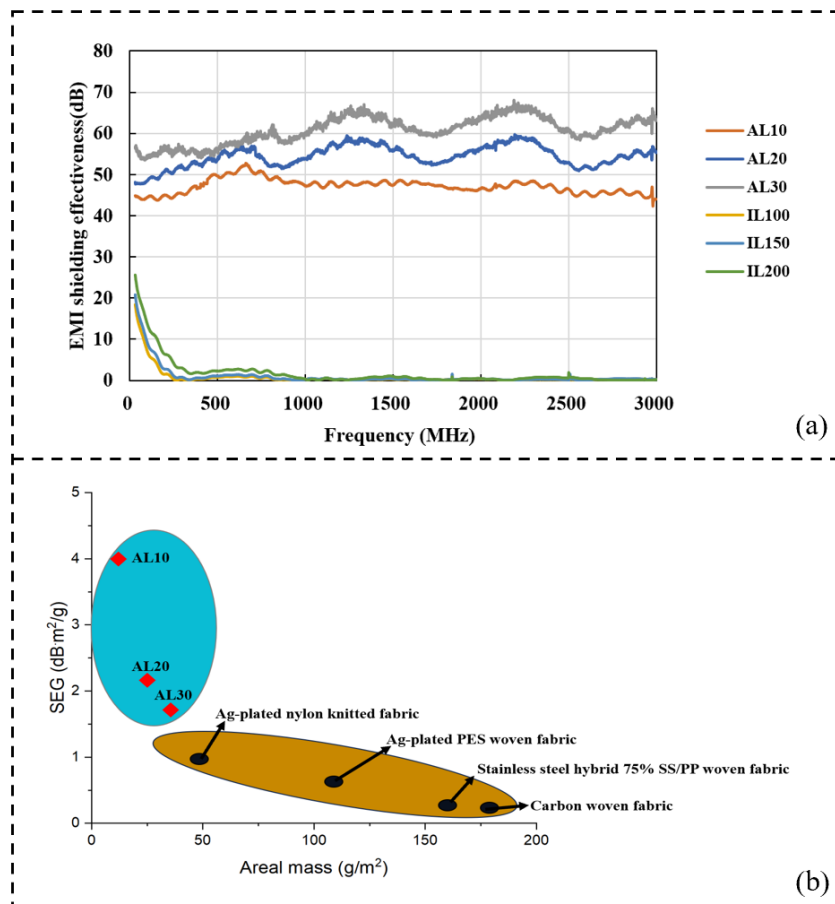 80
70
60
50
40
30
20
10
0
EMI shielding effectiveness(dB)
0 500 1000 1500 2000 2500 3000
Frequency (MHz)
AL10
AL20
AL30
IL100
IL150
IL200
(a)
5
4
3
2
1
0
SEG (dB·m²/g)
AL10
AL20
AL30
Ag-plated nylon knitted fabric
Ag-plated PES woven fabric
Stainless steel hybrid 75% SS/PP woven fabric
Carbon woven fabric
0 50 100 150 200
Areal mass (g/m²)
(b)